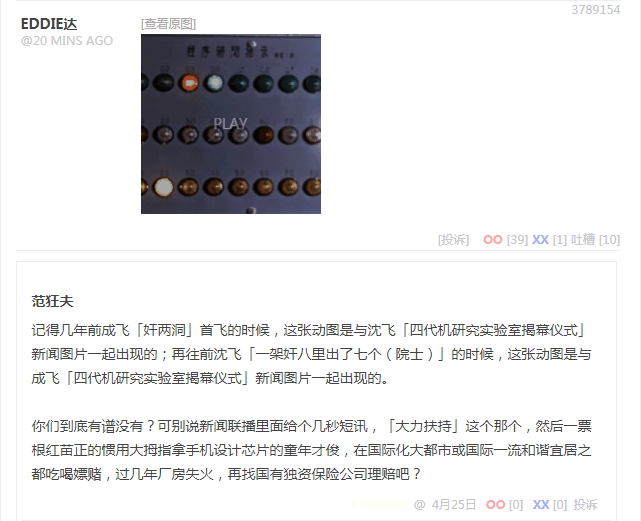 3789154
EDDIE达
@20 MINS AGO
[查看原图]
PLAY
[投诉] OO [39] XX [1] 吐槽 [10]
范狂夫
记得几年前成飞「奸两洞」首飞的时候，这张动图是与沈飞「四代机研究实验室揭幕仪式」
新闻图片一起出现的；再往前沈飞「一架奸八里出了七个（院士）」的时候，这张动图是与
成飞「四代机研究实验室揭幕仪式」新闻图片一起出现的。
你们到底有谱没有？可别说新闻联播里面给个几秒短讯，「大力扶持」这个那个，然后一票
根红苗正的惯用大拇指拿手机设计芯片的童年才俊，在国际化大都市或国际一流和谐宜居之
都吃喝嫖赌，过几年厂房失火，再找国有独资保险公司理赔吧？
@ 4月25日 OO [0] XX [0] 投诉